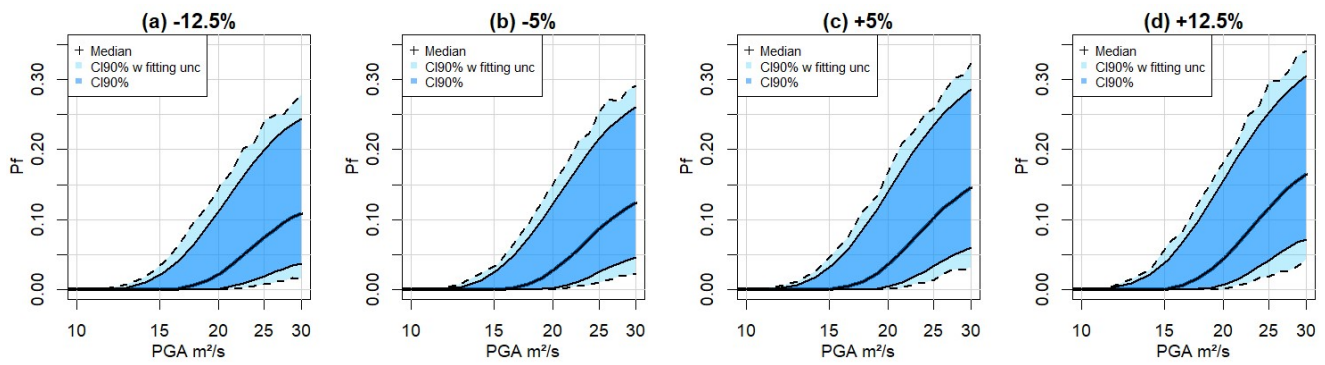 (a) -12.5%
Median
CI90% w fitting unc
CI90%
Pf
0.00 0.10 0.20 0.30
10 15 20 25 30
PGA m²/s
(b) -5%
Median
CI90% w fitting unc
CI90%
Pf
0.00 0.10 0.20 0.30
10 15 20 25 30
PGA m²/s
(c) +5%
Median
CI90% w fitting unc
CI90%
Pf
0.00 0.10 0.20 0.30
10 15 20 25 30
PGA m²/s
(d) +12.5%
Median
CI90% w fitting unc
CI90%
Pf
0.00 0.10 0.20 0.30
10 15 20 25 30
PGA m²/s